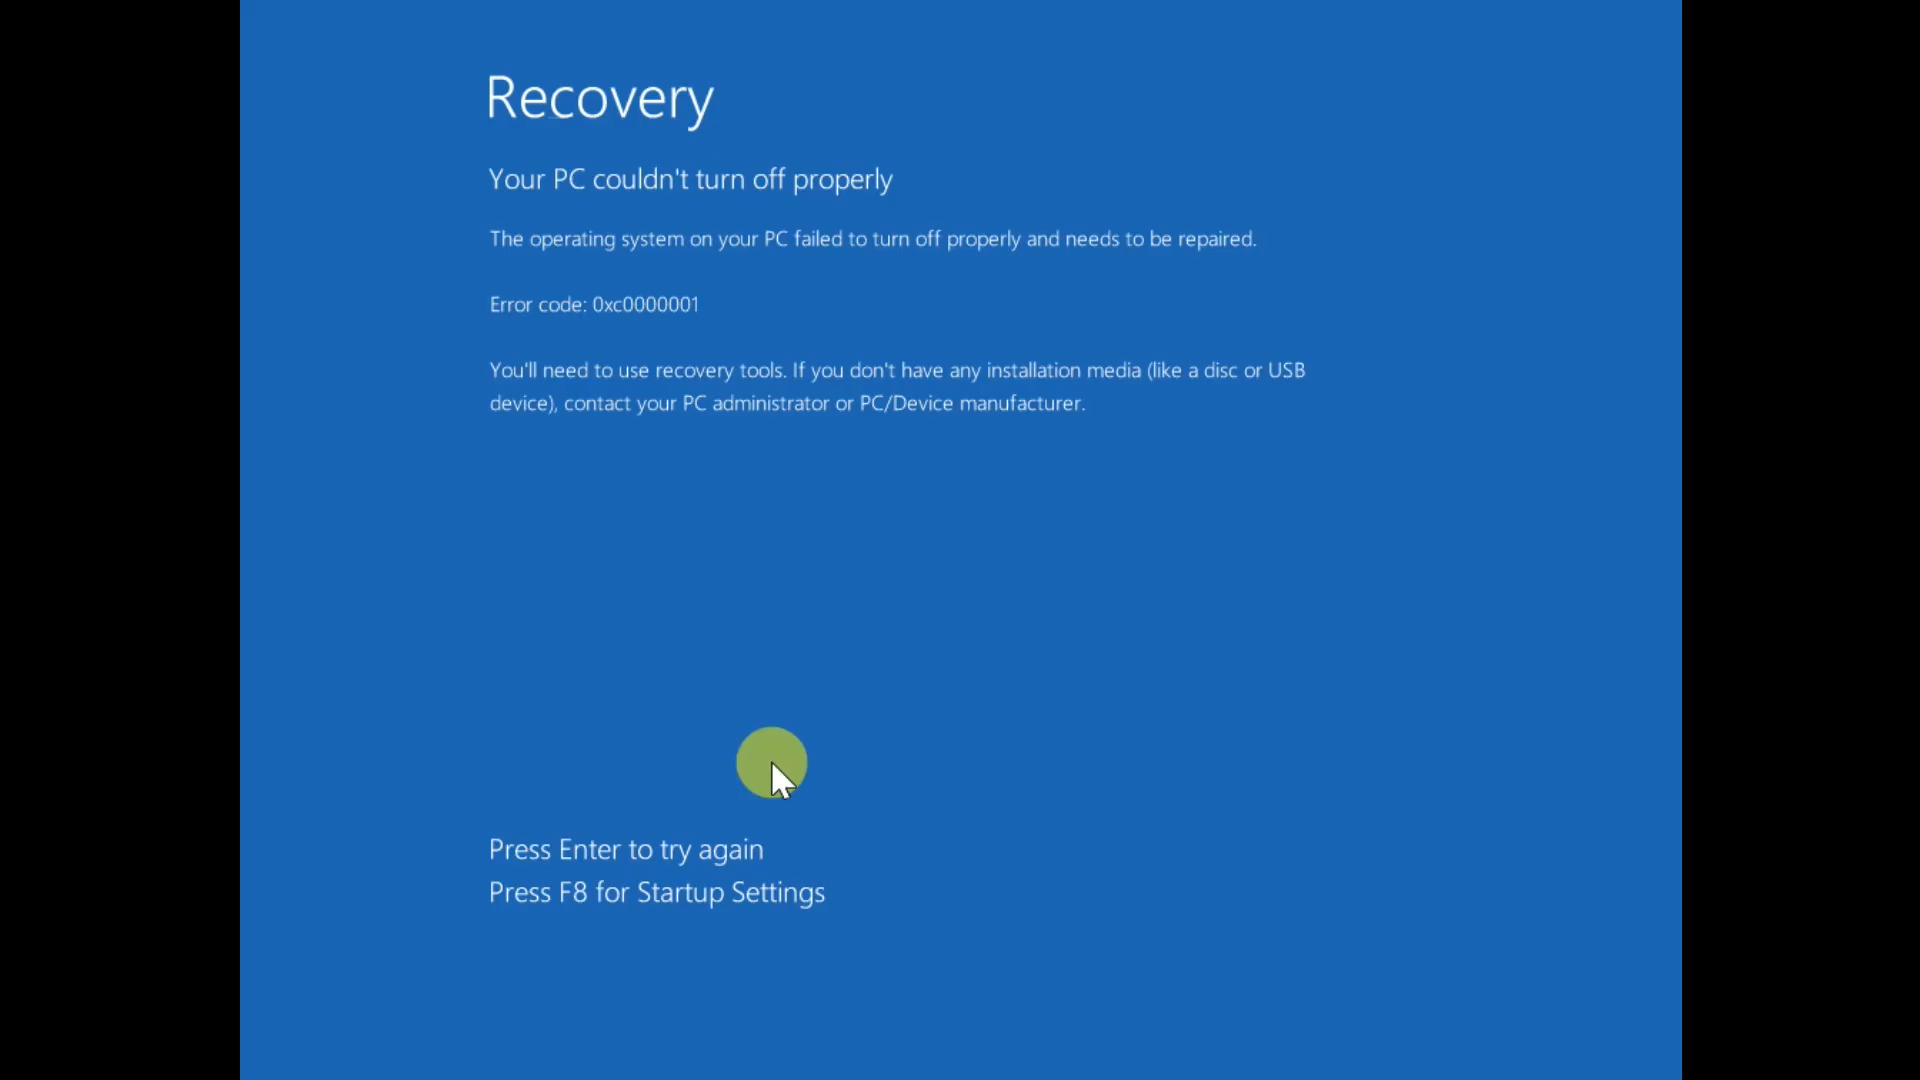 Recovery
Your PC couldn't turn off properly
The operating system on your PC failed to turn off properly and needs to be repaired.
Error code: 0xc0000001
You'll need to use recovery tools. If you don't have any installation media (like a disc or USB
device), contact your PC administrator or PC/Device manufacturer.
Press Enter to try again
Press F8 for Startup Settings